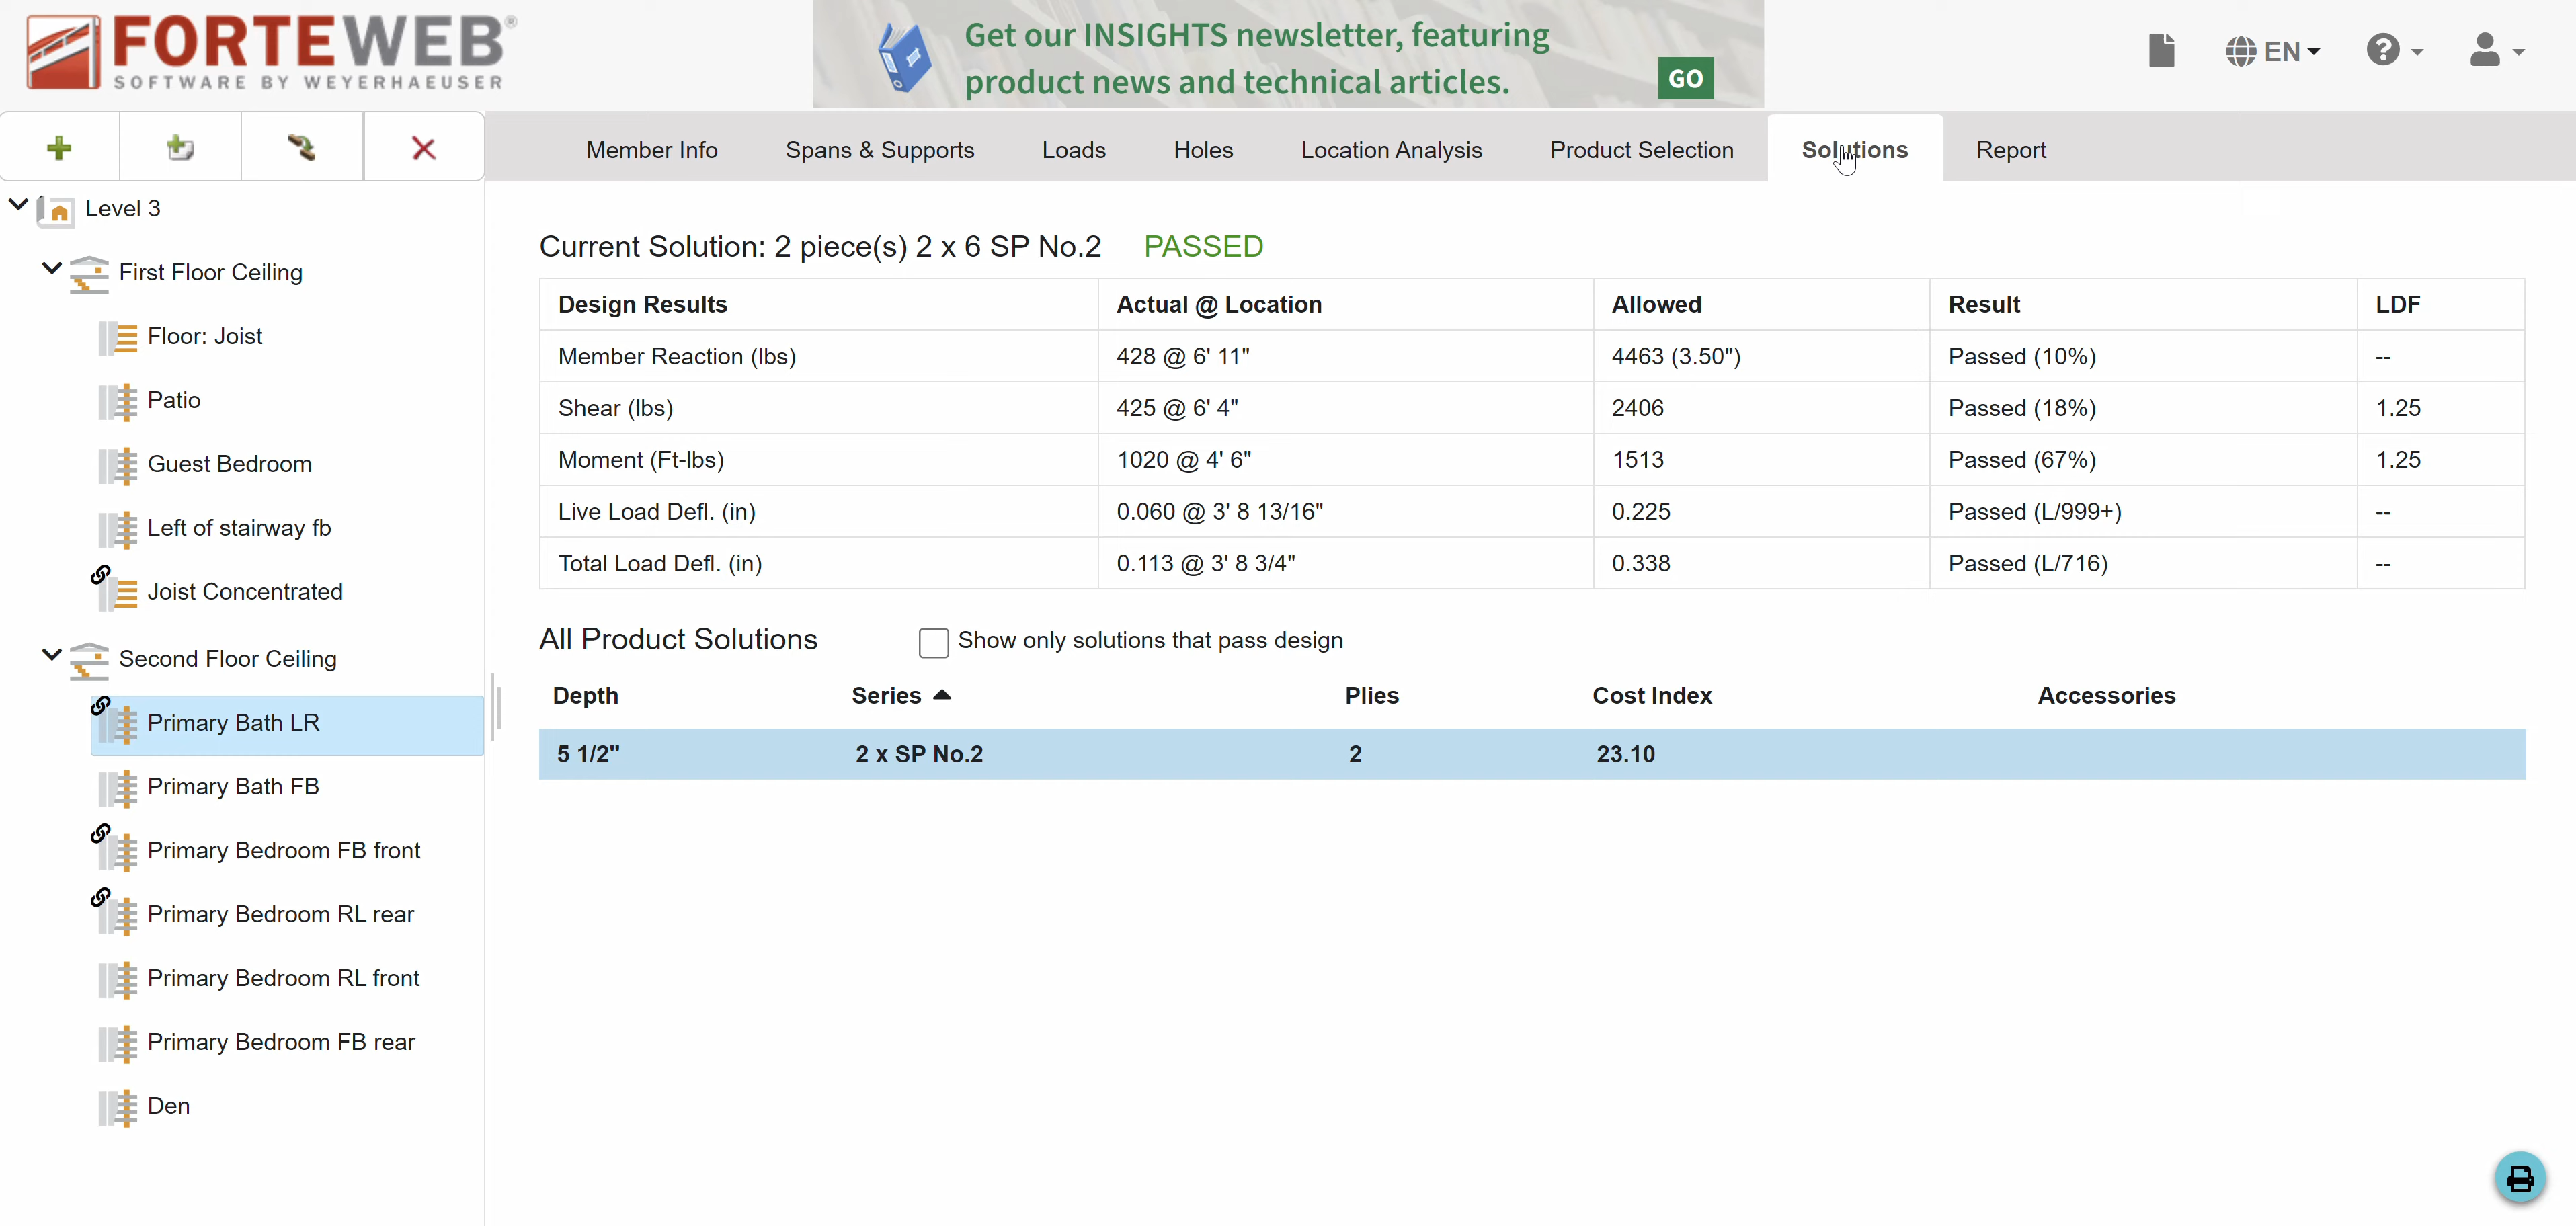 FORTEWEB®
SOFTWARE BY WEYERHAEUSER
Get our INSIGHTS newsletter, featuring
product news and technical articles.
GO
EN
Member Info
Spans & Supports
Loads
Holes
Location Analysis
Product Selection
Solutions
Report
Level 3
First Floor Ceiling
Floor: Joist
Patio
Guest Bedroom
Left of stairway fb
Joist Concentrated
Second Floor Ceiling
Primary Bath LR
Primary Bath FB
Primary Bedroom FB front
Primary Bedroom RL rear
Primary Bedroom RL front
Primary Bedroom FB rear
Den
Current Solution: 2 piece(s) 2 x 6 SP No.2 PASSED
Design Results Actual @ Location Allowed Result LDF
Member Reaction (lbs) 428 @ 6' 11" 4463 (3.50") Passed (10%) --
Shear (lbs) 425 @ 6' 4" 2406 Passed (18%) 1.25
Moment (Ft-lbs) 1020 @ 4' 6" 1513 Passed (67%) 1.25
Live Load Defl. (in) 0.060 @ 3' 8 13/16" 0.225 Passed (L/999+) --
Total Load Defl. (in) 0.113 @ 3' 8 3/4" 0.338 Passed (L/716) --
All Product Solutions Show only solutions that pass design
Depth Series Plies Cost Index Accessories
5 1/2" 2 x SP No.2 2 23.10